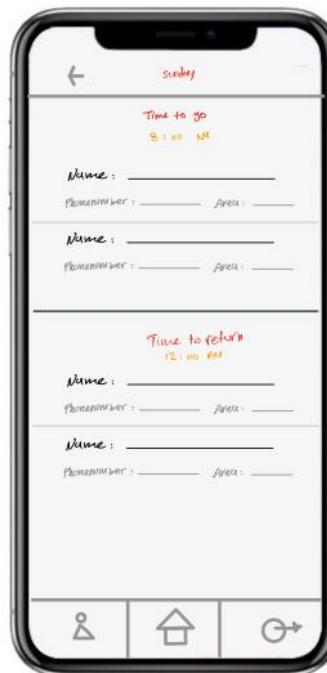 Sunday
Time to go
8:00 AM
Name:
Phonenumber: Area:
Name:
Phonenumber: Area:
Time to return
12:00 PM
Name:
Phonenumber: Area:
Name:
Phonenumber: Area: